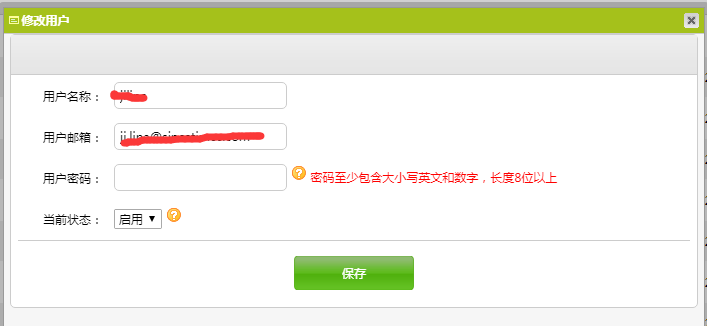 修改用户
用户名称：
用户邮箱：
用户密码：
密码至少包含大小写英文和数字，长度8位以上
当前状态：
启用
保存